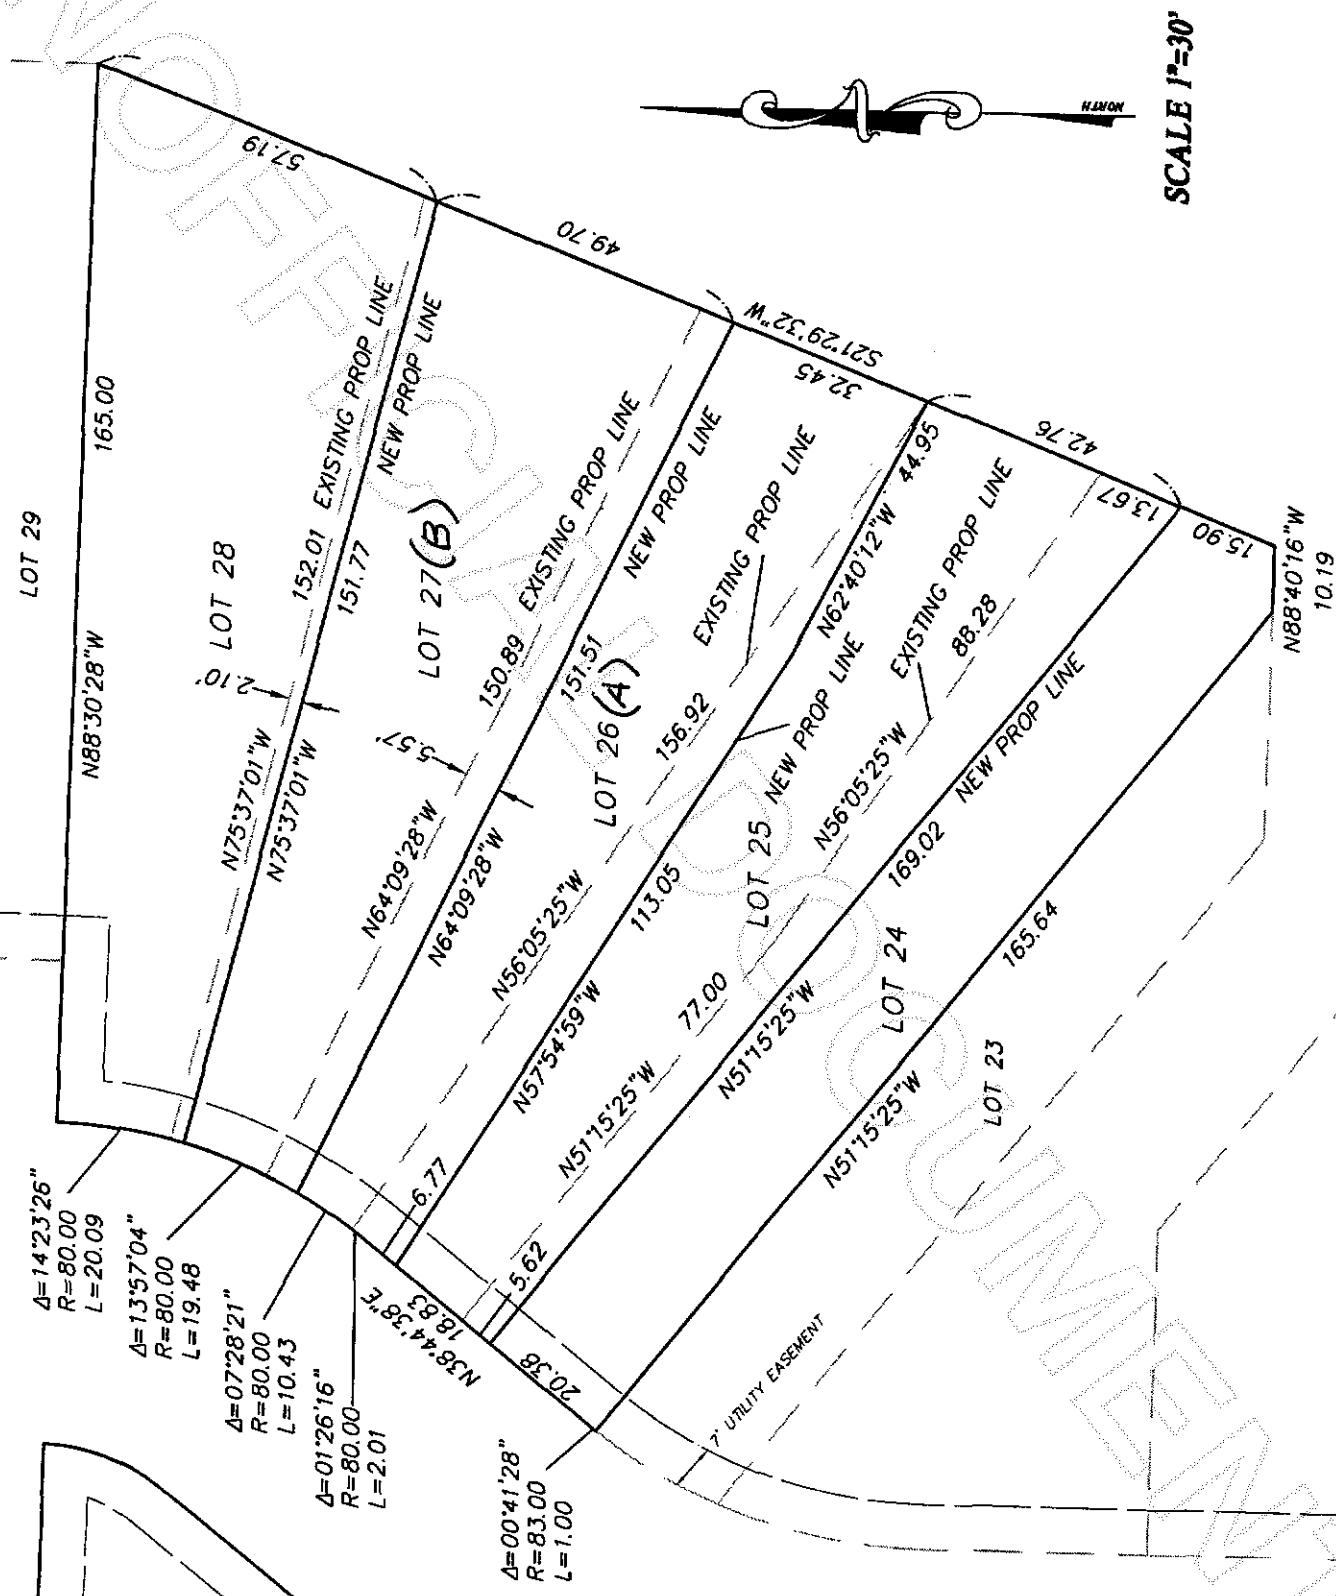 LOT 29
N88°30'28"W
165.00
57.19
LOT 28
2.10'
N75°37'01"W
152.01 EXISTING PROP LINE
N75°37'01"W
151.77
NEW PROP LINE
LOT 27 (B)
49.70
5.57'
N64°09'28"W
150.89
EXISTING PROP LINE
N64°09'28"W
151.51
NEW PROP LINE
LOT 26 (A)
S21°29'32"W
32.45
N56°05'25"W
156.92
EXISTING PROP LINE
N57°54'59"W
113.05
N62°40'12"W 44.95
NEW PROP LINE
LOT 25
42.76
13.67
N51°15'25"W
77.00
N56°05'25"W
88.28
EXISTING PROP LINE
N51°15'25"W
169.02
NEW PROP LINE
LOT 24
15.90
N88°40'16"W
10.19
N51°15'25"W
165.64
LOT 23
7' UTILITY EASEMENT
Δ=14°23'26"
R=80.00
L=20.09
Δ=13°57'04"
R=80.00
L=19.48
Δ=07°28'21"
R=80.00
L=10.43
Δ=01°26'16"
R=80.00
L=2.01
6.77
N38°44'38"E
18.83
5.62
20.38
Δ=00°41'28"
R=83.00
L=1.00
NORTH
SCALE 1"=30'
UNOFFICIAL DOCUMENT